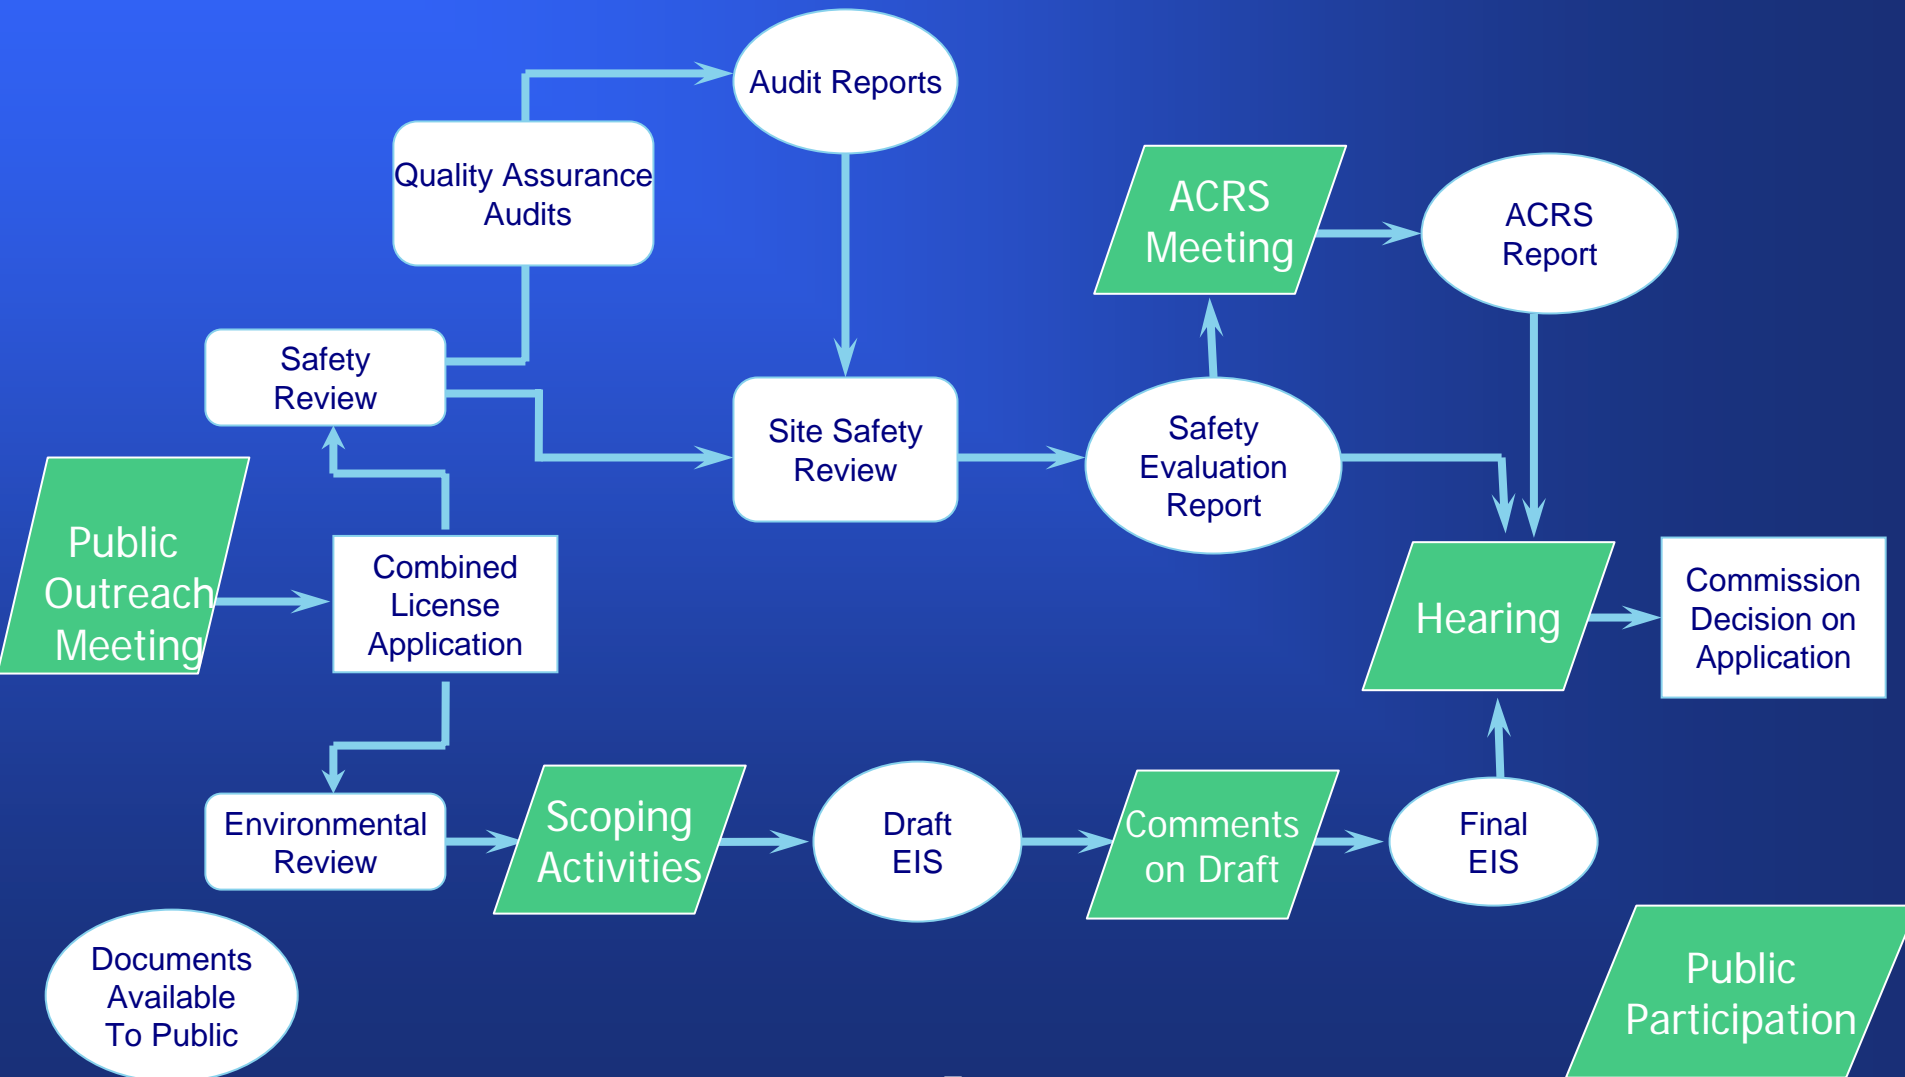 Audit Reports
Quality Assurance
Audits
ACRS
Meeting
ACRS
Report
Safety
Review
Site Safety
Review
Safety
Evaluation
Report
Public
Outreach
Meeting
Combined
License
Application
Hearing
Commission
Decision on
Application
Environmental
Review
Scoping
Activities
Draft
EIS
Comments
on Draft
Final
EIS
Documents
Available
To Public
Public
Participation